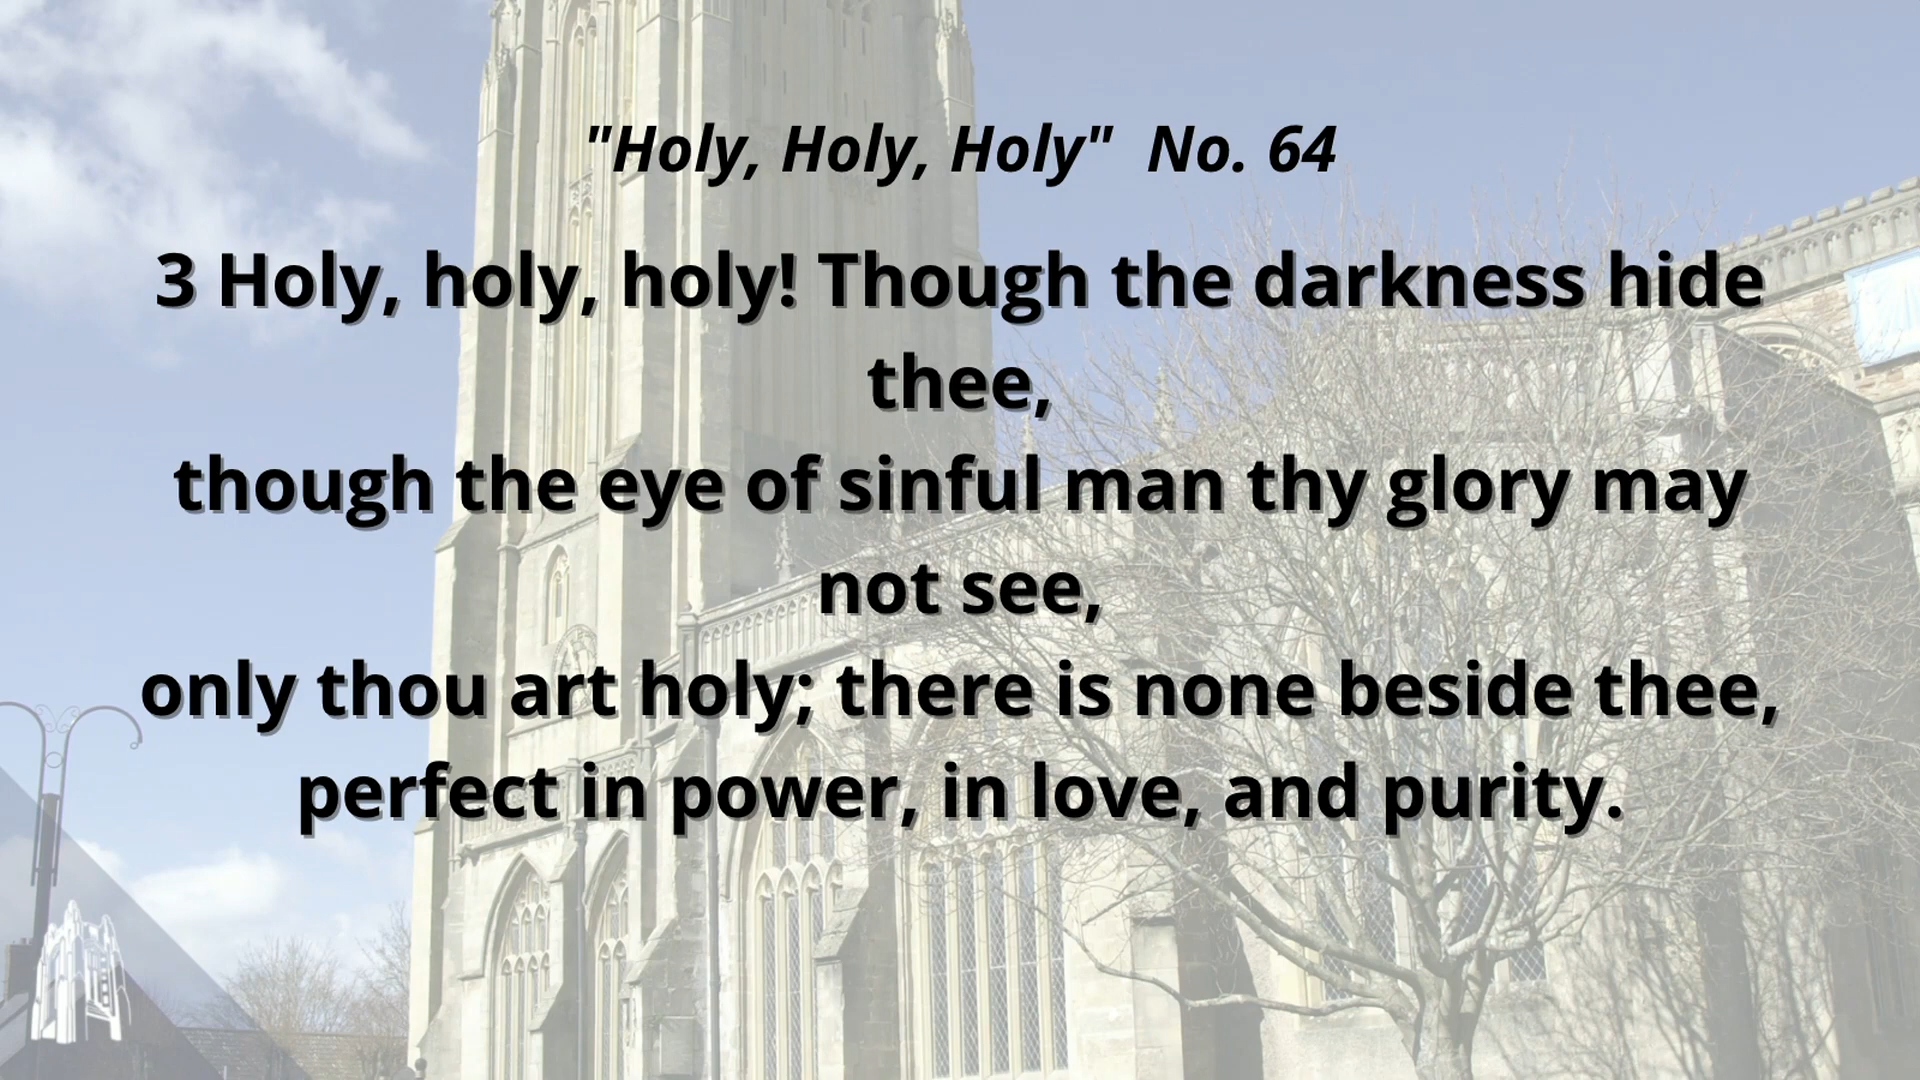 "Holy, Holy, Holy"  No. 64
3 Holy, holy, holy! Though the darkness hide
thee,
though the eye of sinful man thy glory may
not see,
only thou art holy; there is none beside thee,
perfect in power, in love, and purity.